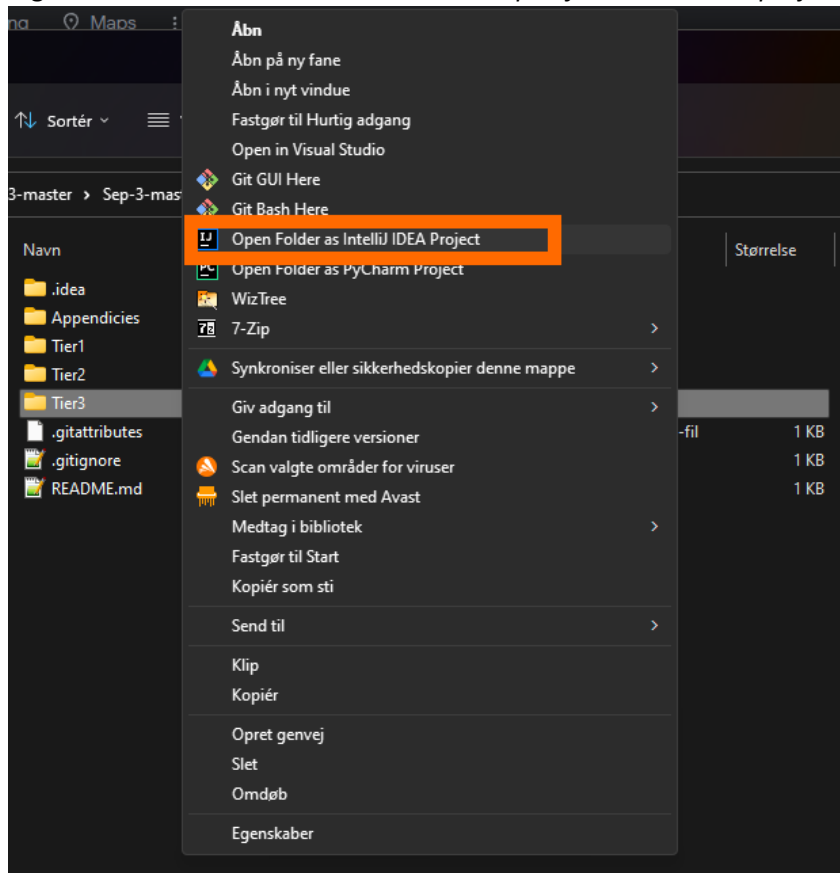 Maps
Sortér
3-master > Sep-3-mas
Navn
Størrelse
.idea
Appendicies
Tier1
Tier2
Tier3
.gitattributes
-fil 1 KB
.gitignore
1 KB
README.md
1 KB
Åbn
Åbn på ny fane
Åbn i nyt vindue
Fastgør til Hurtig adgang
Open in Visual Studio
Git GUI Here
Git Bash Here
IJ Open Folder as IntelliJ IDEA Project
PC Open Folder as PyCharm Project
WizTree
7z 7-Zip
Synkroniser eller sikkerhedskopier denne mappe
Giv adgang til
Gendan tidligere versioner
Scan valgte områder for viruser
Slet permanent med Avast
Medtag i bibliotek
Fastgør til Start
Kopiér som sti
Send til
Klip
Kopiér
Opret genvej
Slet
Omdøb
Egenskaber